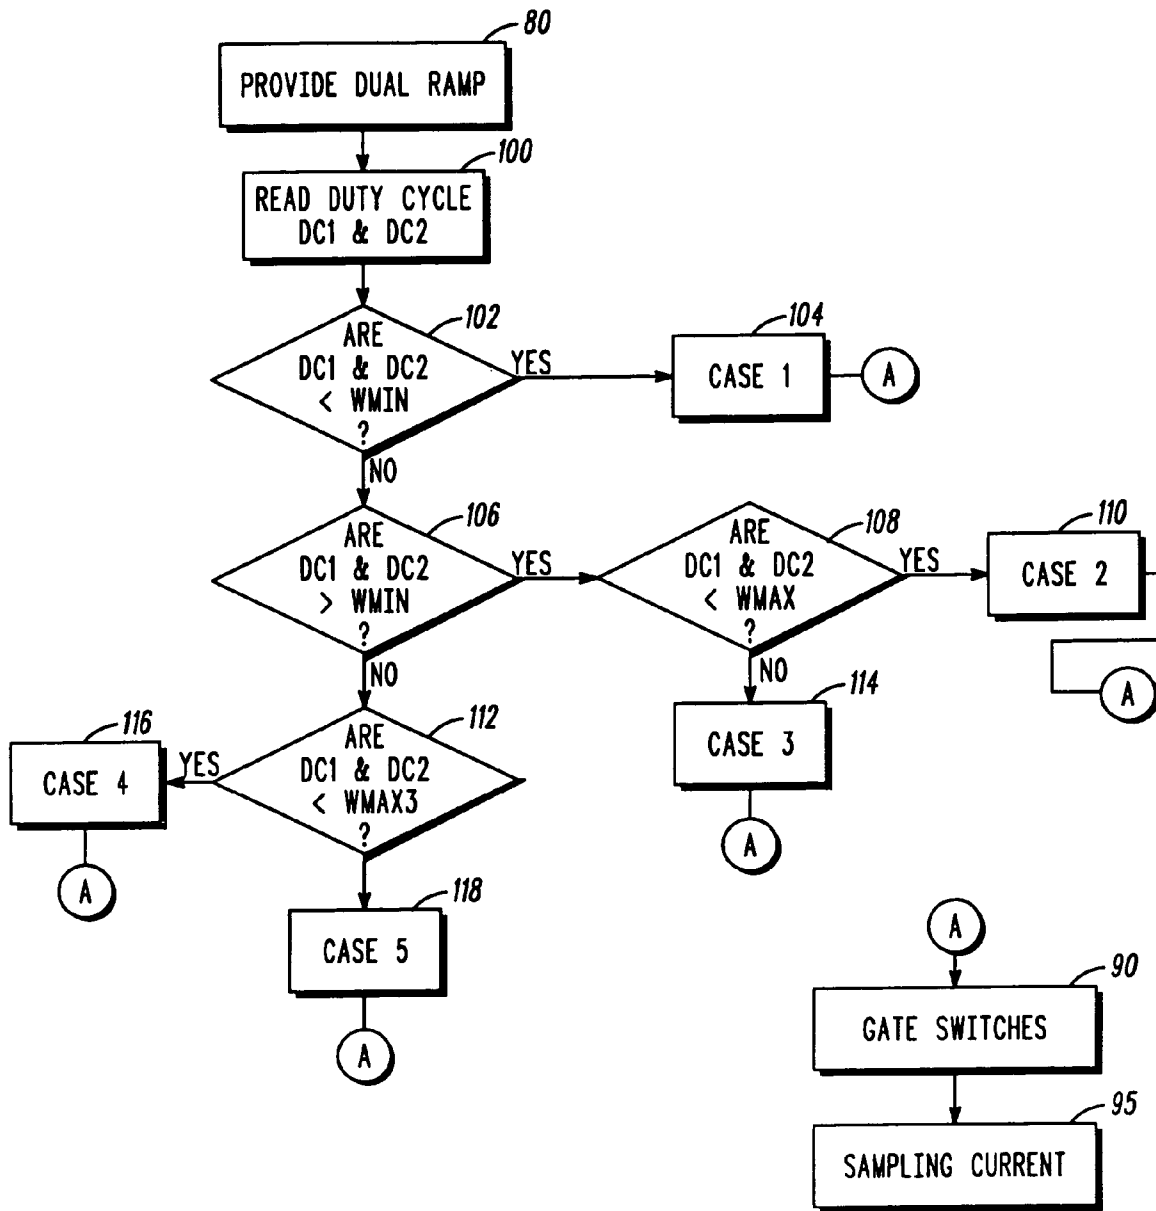 80
PROVIDE DUAL RAMP
100
READ DUTY CYCLE
DC1 & DC2
102
ARE
DC1 & DC2
< WMIN
?
YES
104
CASE 1
A
NO
106
ARE
DC1 & DC2
> WMIN
?
YES
108
ARE
DC1 & DC2
< WMAX
?
YES
110
CASE 2
A
NO
114
CASE 3
A
NO
112
ARE
DC1 & DC2
< WMAX3
?
YES
116
CASE 4
A
118
CASE 5
A
A
90
GATE SWITCHES
95
SAMPLING CURRENT